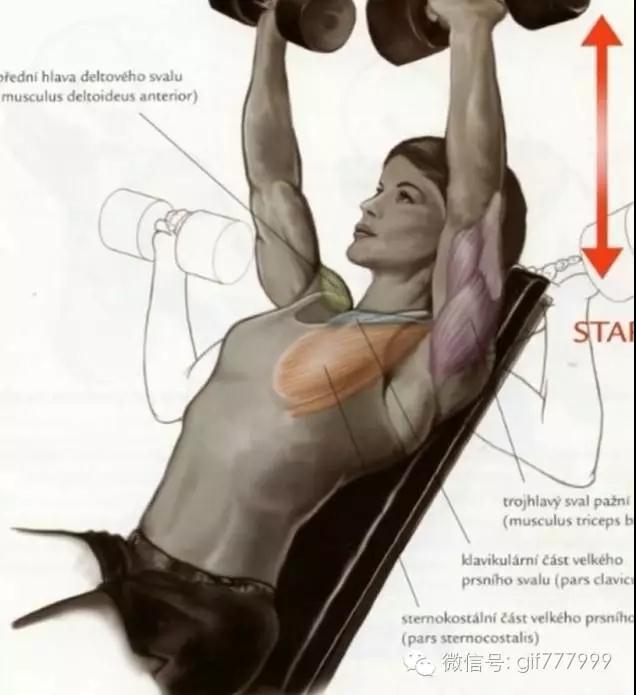 přední hlava deltového svalu
musculus deltoideus anterior)
STAR
trojhlavý sval pažní
(musculus triceps b
klavikulární část velkého
prsního svalu (pars clavic
sternokostální část velkého prsního
(pars sternocostalis)
微信号: gif777999